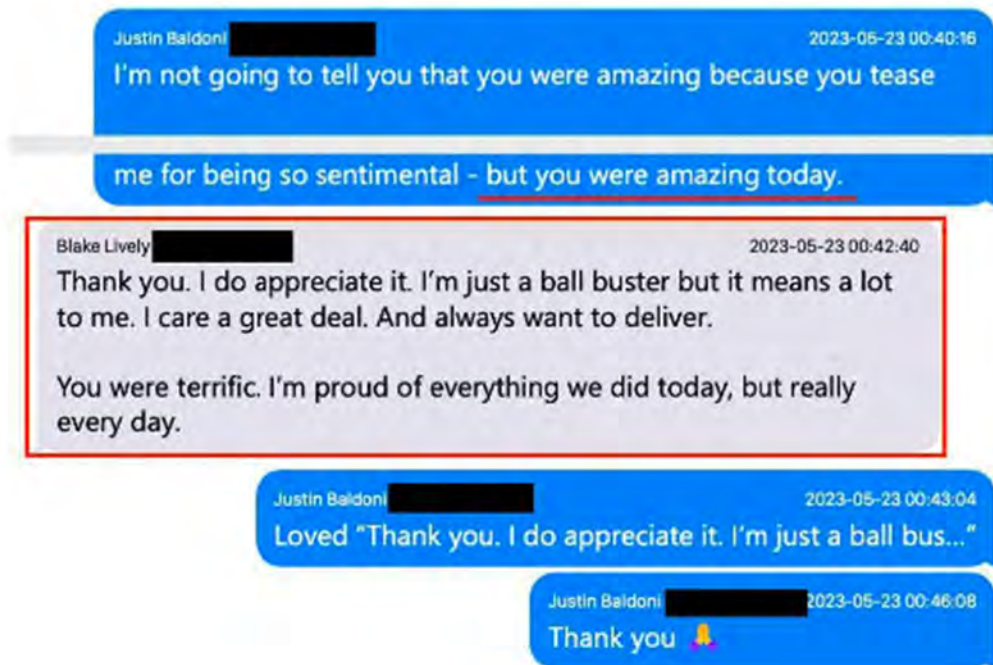 Justin Baldoni 2023-05-23 00:40:16
I'm not going to tell you that you were amazing because you tease
me for being so sentimental - but you were amazing today.
Blake Lively 2023-05-23 00:42:40
Thank you. I do appreciate it. I'm just a ball buster but it means a lot
to me. I care a great deal. And always want to deliver.
You were terrific. I'm proud of everything we did today, but really
every day.
Justin Baldoni 2023-05-23 00:43:04
Loved “Thank you. I do appreciate it. I'm just a ball bus...”
Justin Baldoni 2023-05-23 00:46:08
Thank you 🙏